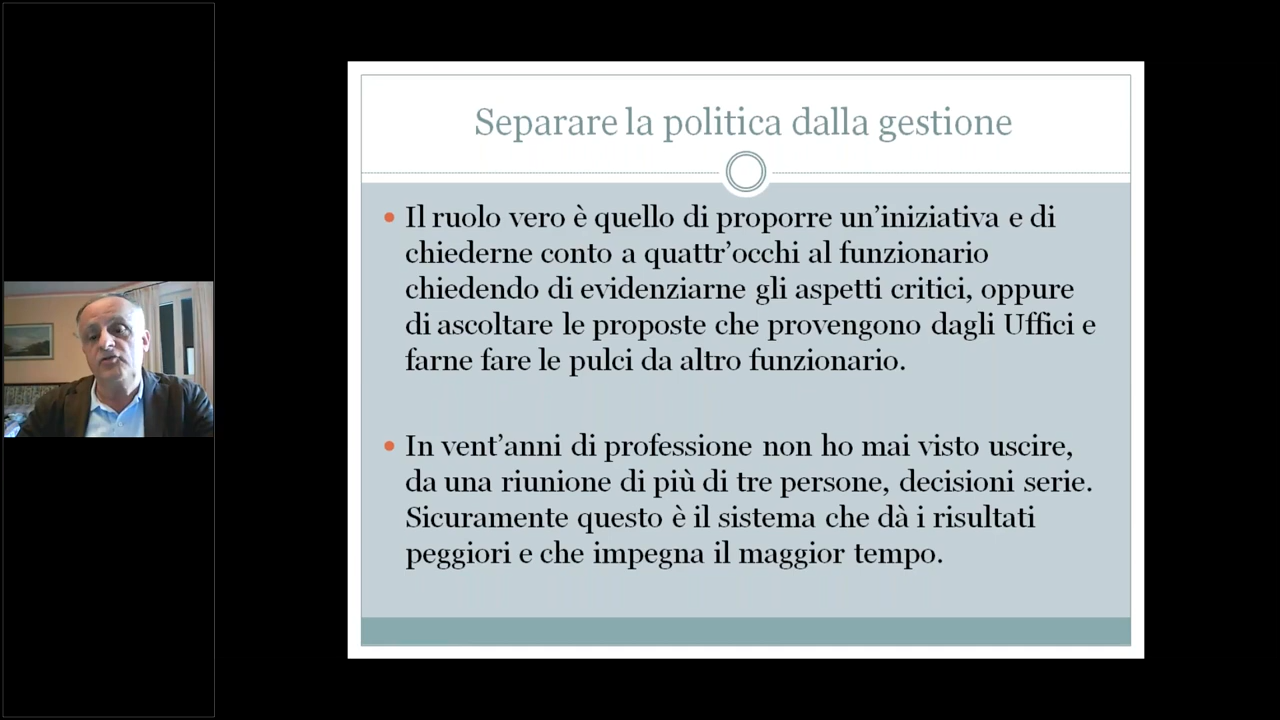 Separare la politica dalla gestione
• Il ruolo vero è quello di proporre un’iniziativa e di
chiederne conto a quattr’occhi al funzionario
chiedendo di evidenziarne gli aspetti critici, oppure
di ascoltare le proposte che provengono dagli Uffici e
farne fare le pulci da altro funzionario.
• In vent’anni di professione non ho mai visto uscire,
da una riunione di più di tre persone, decisioni serie.
Sicuramente questo è il sistema che dà i risultati
peggiori e che impegna il maggior tempo.